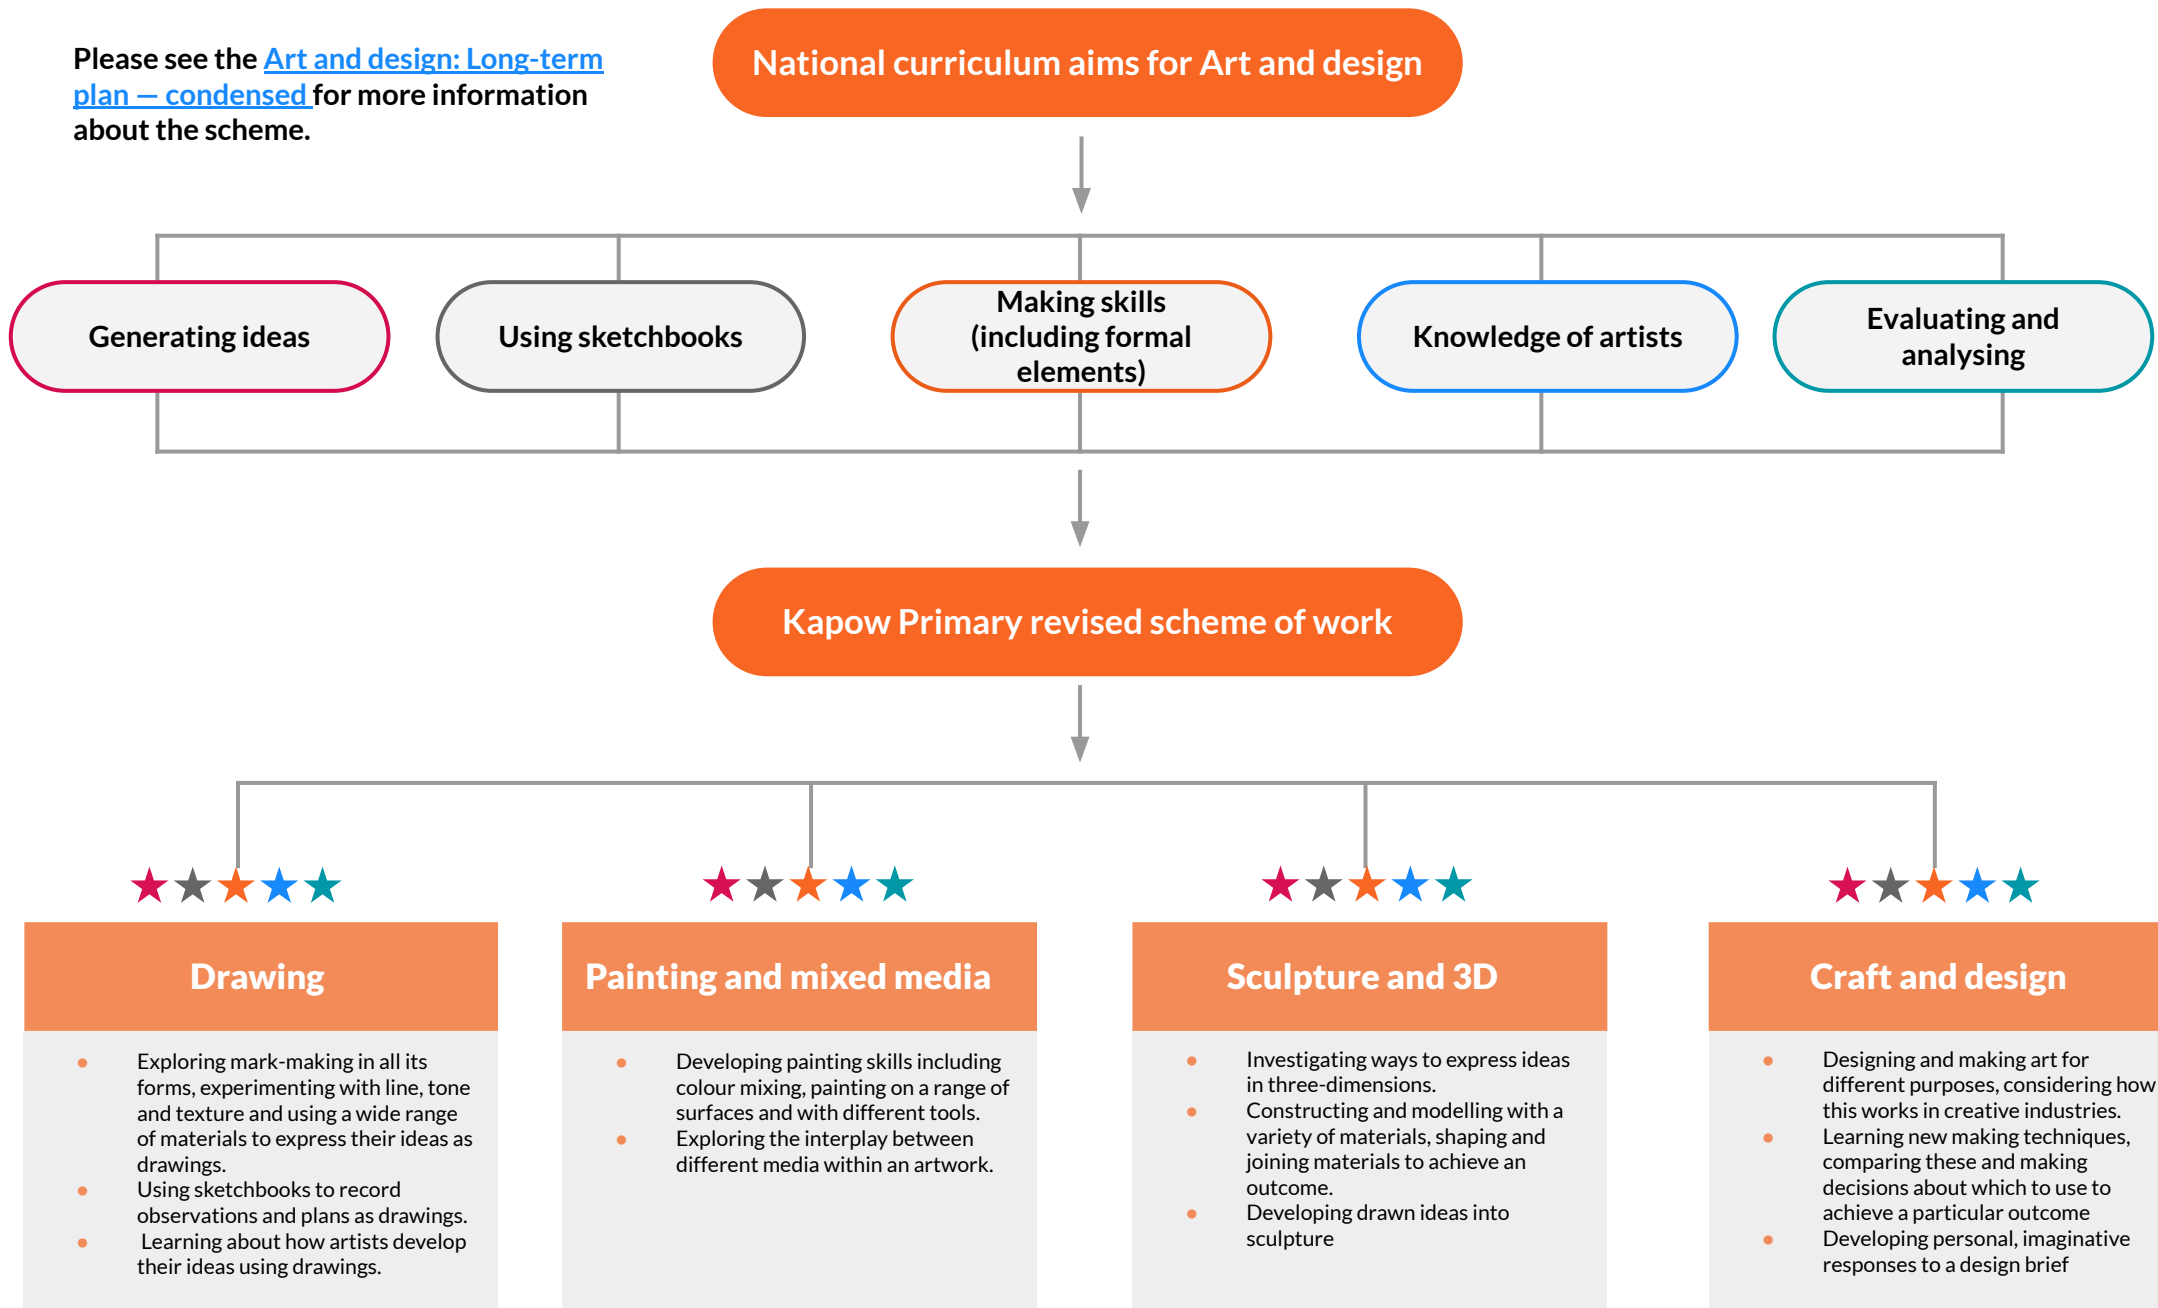 Please see the Art and design: Long-term
plan — condensed for more information
about the scheme.
National curriculum aims for Art and design
Generating ideas
Using sketchbooks
Making skills
(including formal
elements)
Knowledge of artists
Evaluating and
analysing
Kapow Primary revised scheme of work
Drawing
● Exploring mark-making in all its
forms, experimenting with line, tone
and texture and using a wide range
of materials to express their ideas as
drawings.
● Using sketchbooks to record
observations and plans as drawings.
● Learning about how artists develop
their ideas using drawings.
Painting and mixed media
● Developing painting skills including
colour mixing, painting on a range of
surfaces and with different tools.
● Exploring the interplay between
different media within an artwork.
Sculpture and 3D
● Investigating ways to express ideas
in three-dimensions.
● Constructing and modelling with a
variety of materials, shaping and
joining materials to achieve an
outcome.
● Developing drawn ideas into
sculpture
Craft and design
● Designing and making art for
different purposes, considering how
this works in creative industries.
● Learning new making techniques,
comparing these and making
decisions about which to use to
achieve a particular outcome
● Developing personal, imaginative
responses to a design brief